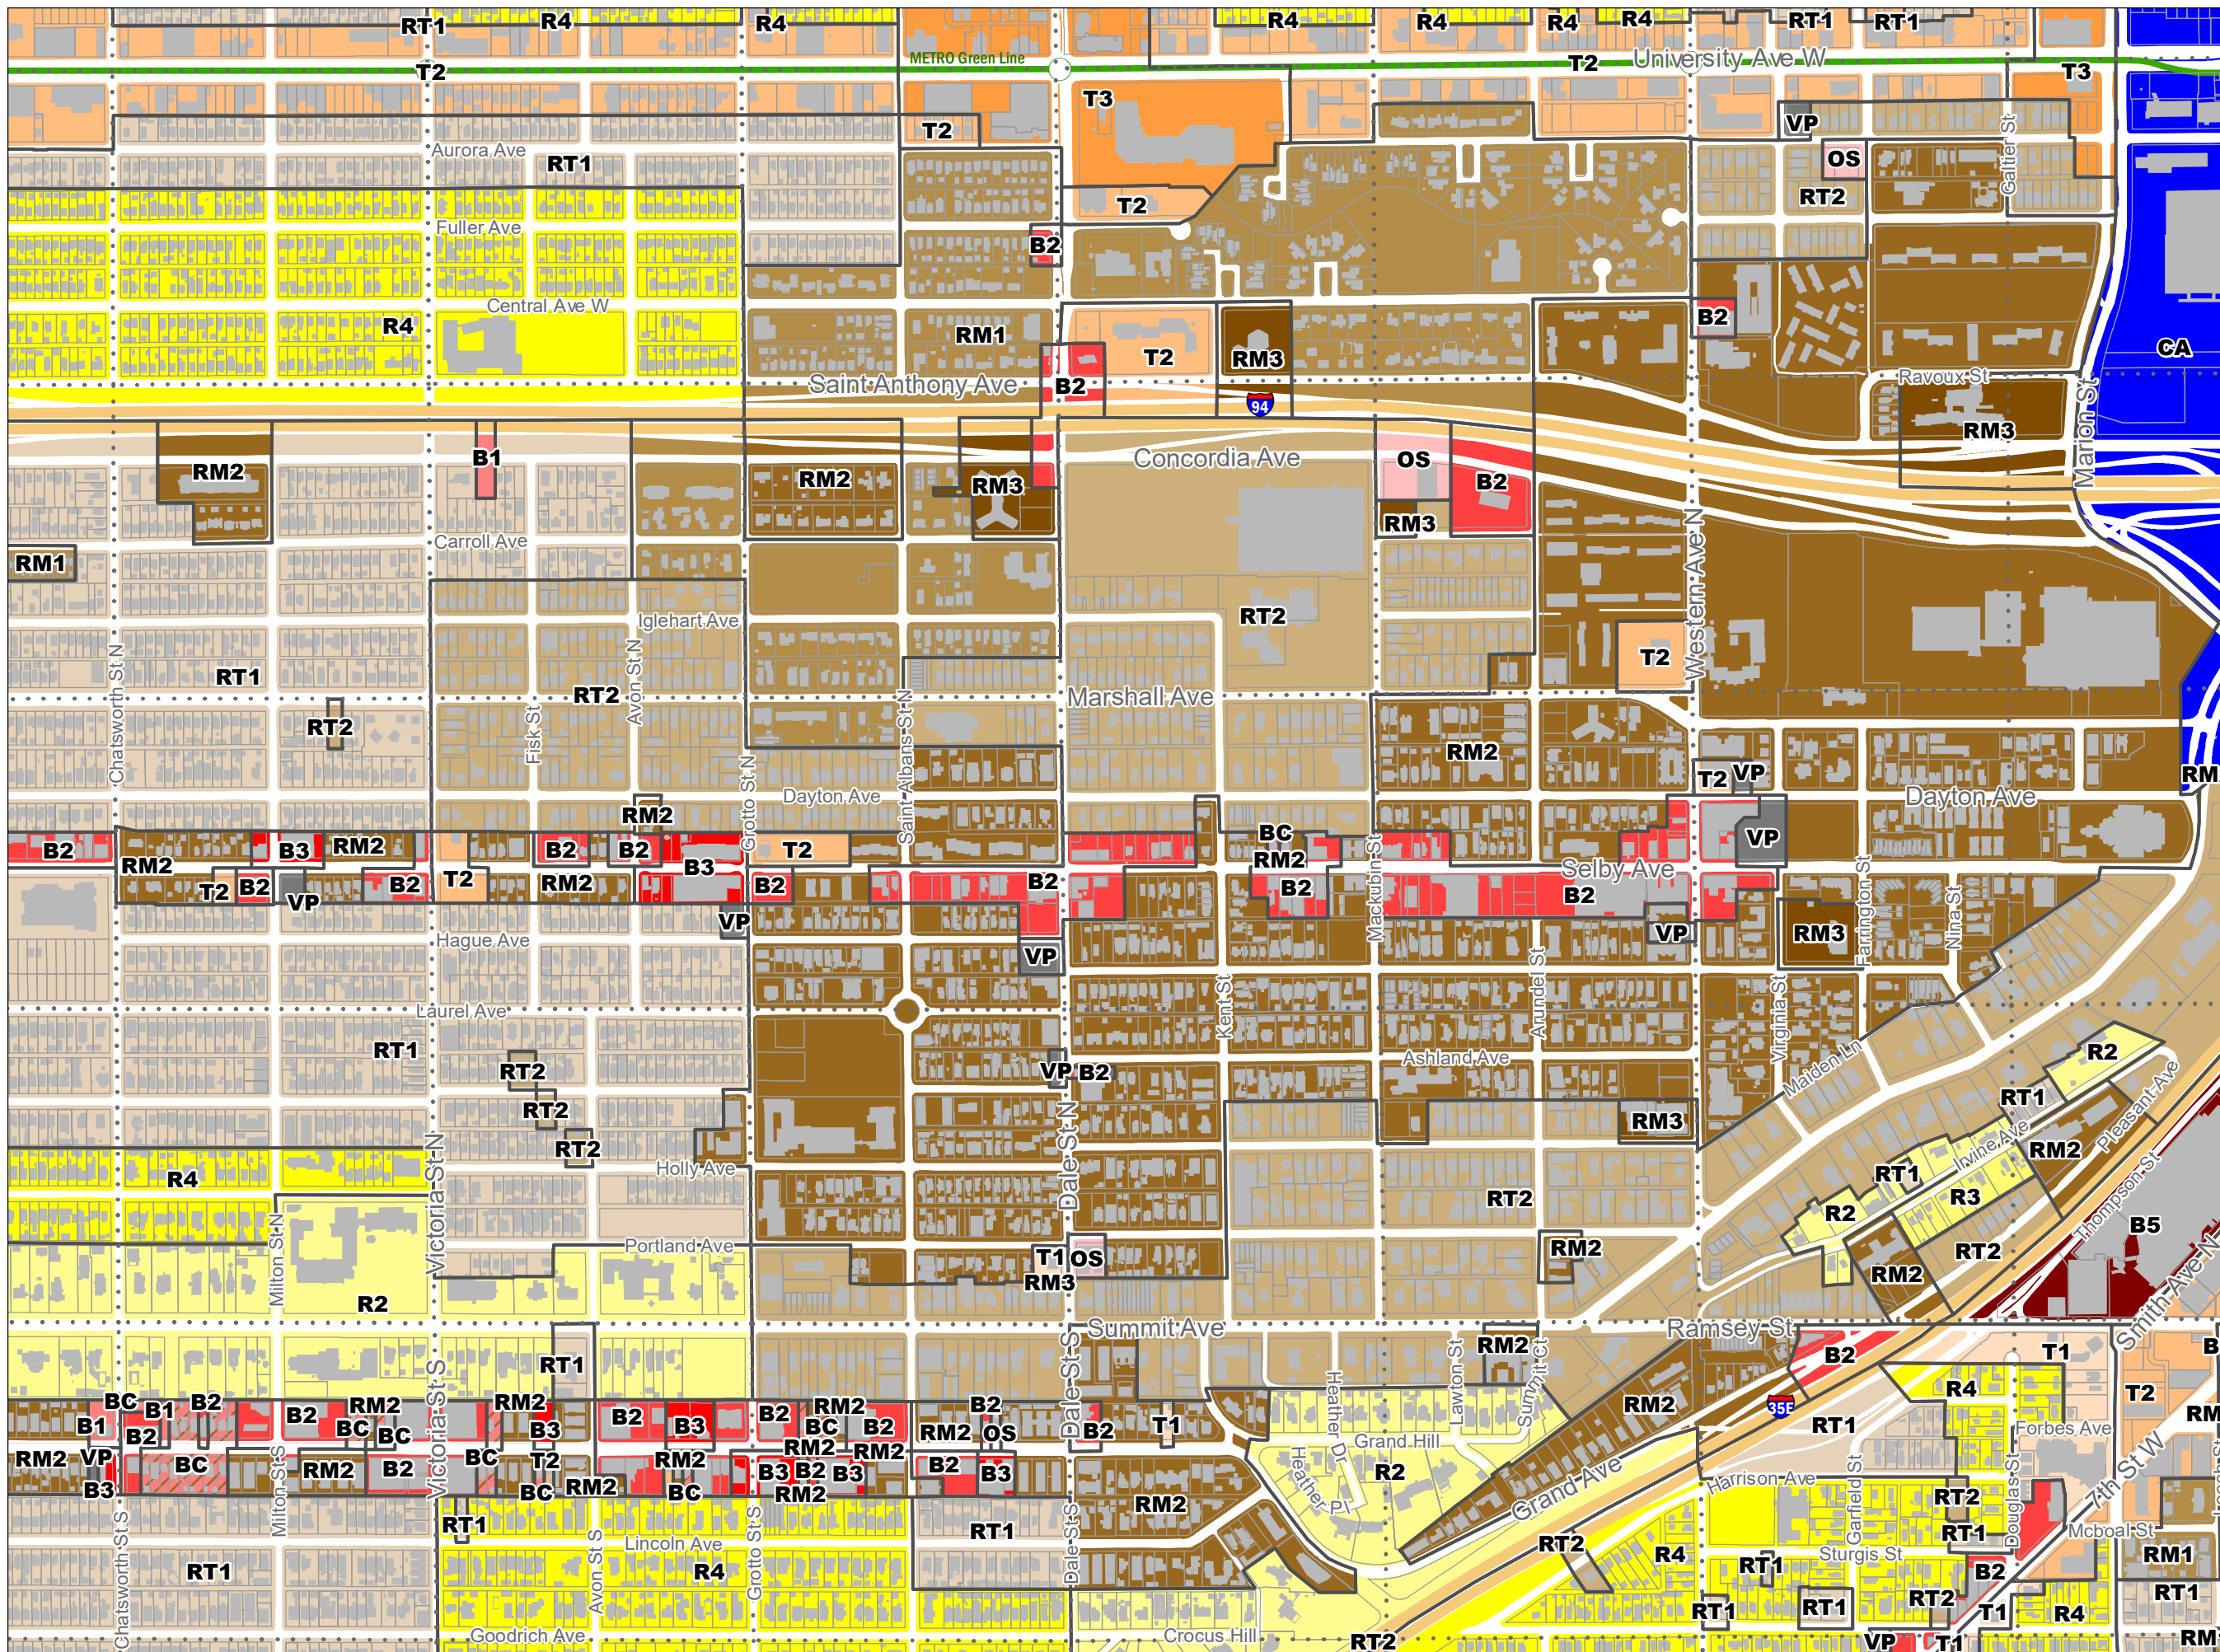 RT1
R4
R4
R4
R4
R4
R4
RT1
RT1
METRO Green Line
T2
T2
University Ave W
T3
T3
T2
VP
Galtier St
Aurora Ave
RT1
OS
RT2
T2
Fuller Ave
B2
Central Ave W
R4
RM1
T2
RM3
B2
CA
Saint Anthony Ave
B2
94
Ravoux St
RM3
Marion St
B1
RM2
Concordia Ave
OS
RM2
RM3
B2
RM3
Carroll Ave
RM1
Western Ave N
Iglehart Ave
RT2
T2
Chatsworth St N
RT1
Avon St N
RT2
Marshall Ave
RT2
Fisk St
Saint Albans St N
RM2
Grotto St N
T2
VP
RM
Dayton Ave
Dayton Ave
RM2
BC
VP
B2
RM2
B3
RM2
B2
B2
B3
T2
RM2
Mackubin St
Selby Ave
T2
B2
VP
B2
T2
RM2
B2
B2
B2
B2
Farrington St
Nina St
VP
VP
RM3
Hague Ave
VP
Laurel Ave
Kent St
Arundel St
Virginia St
RT1
RT2
VP
B2
Ashland Ave
Maiden Ln
R2
RT2
RT1
RM3
Pleasant Ave
RT2
Dale St N
Irvine Ave
RM2
Holly Ave
R4
RT1
RT2
R3
R2
Thompson St
B5
Victoria St N
Milton St N
Portland Ave
T1
OS
RM2
RT2
RM3
RM2
Smith Ave N
R2
Summit Ave
Ramsey St
RT1
Dale St S
RM2
B2
T1
Heather Dr
Lawton St
Summit Ct
R4
T2
BC
B1
B2
RM2
RM2
B2
RM2
B2
RM2
35E
B1
B2
B2
BC
BC
B3
B2
B3
BC
B2
RM2
OS
B2
T1
RT1
RM
Forbes Ave
Grand Hill
RM2
VP
BC
RM2
B2
BC
T2
RM2
RM2
RM2
B2
B3
Heather Pl
R2
B3
B2
B3
Harrison Ave
Garfield St
Douglas St
7th St W
B3
BC
RM2
BC
RM2
RM2
Grand Ave
RT2
Milton St S
Victoria St S
RT1
RT1
RT1
Mcboal St
Lincoln Ave
RT2
R4
Sturgis St
RM1
RT1
Chatsworth St S
Avon St S
R4
Grotto St S
Dale St S
RT1
B2
RT1
RT1
RT1
RT2
T1
R4
Goodrich Ave
Crocus Hill
RT2
VP
T1
RM